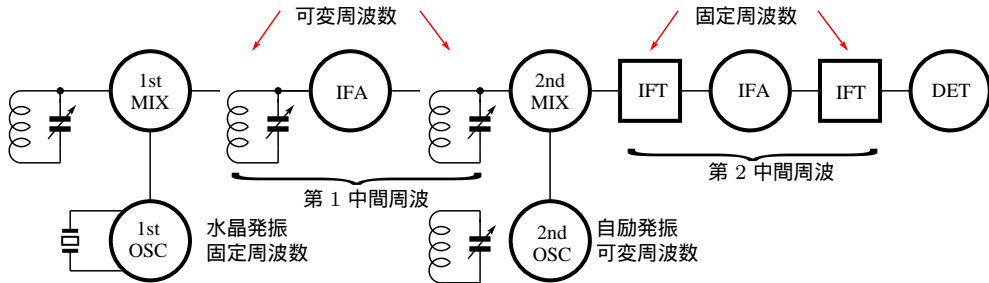 可変周波数
固定周波数
1st
MIX
IFA
2nd
MIX
IFT
IFA
IFT
DET
第 1 中間周波
第 2 中間周波
1st
OSC
水晶発振
固定周波数
2nd
OSC
自励発振
可変周波数